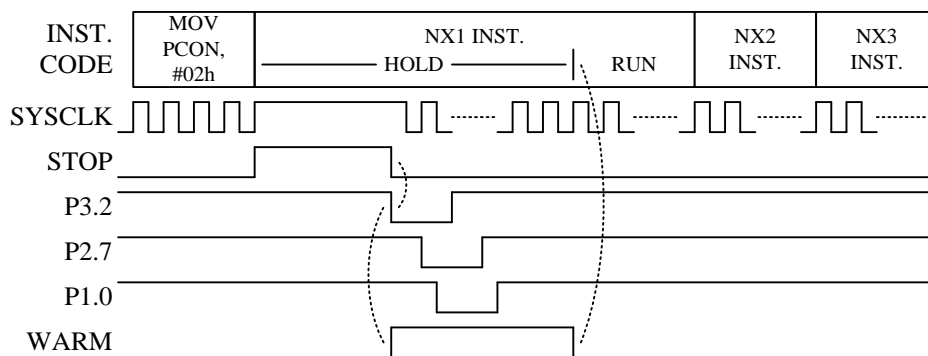 INST. CODE
MOV
PCON,
#02h
NX1 INST.
HOLD
RUN
NX2
INST.
NX3
INST.
SYSCLK
STOP
P3.2
P2.7
P1.0
WARM